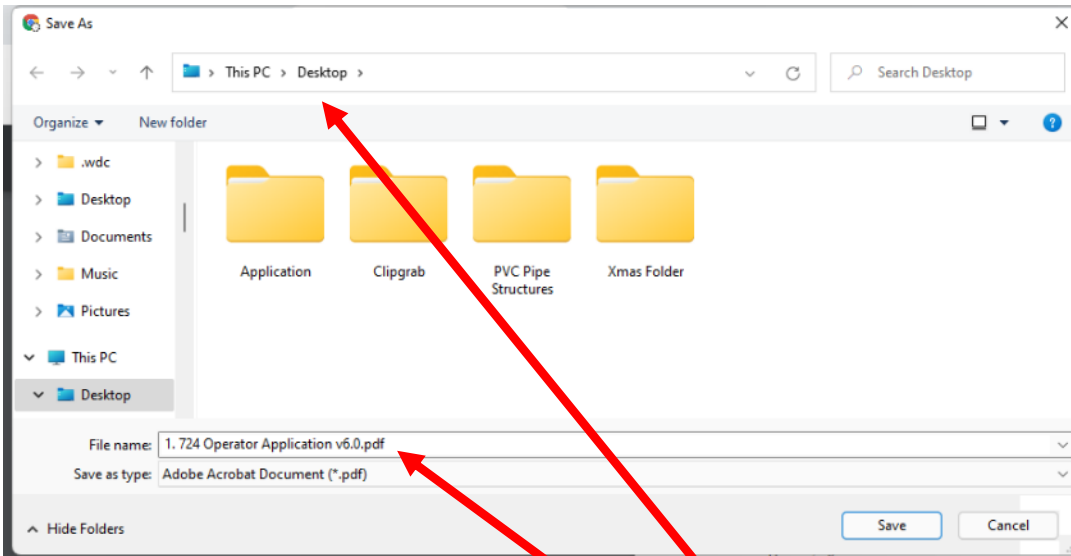 Save As
This PC > Desktop >
Search Desktop
Organize
New folder
.wdc
Desktop
Documents
Music
Pictures
This PC
Desktop
Application
Clipgrab
PVC Pipe
Structures
Xmas Folder
File name: 1. 724 Operator Application v6.0.pdf
Save as type: Adobe Acrobat Document (*.pdf)
Hide Folders
Save
Cancel